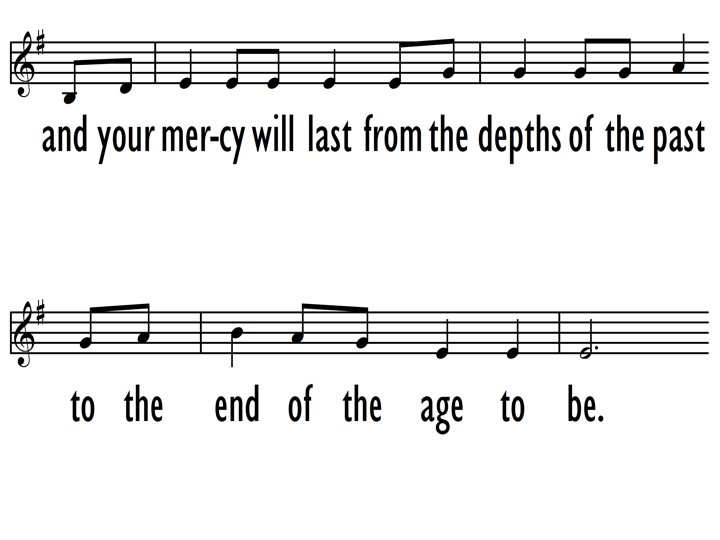 and your mer-cy will last from the depths of the past
to the end of the age to be.